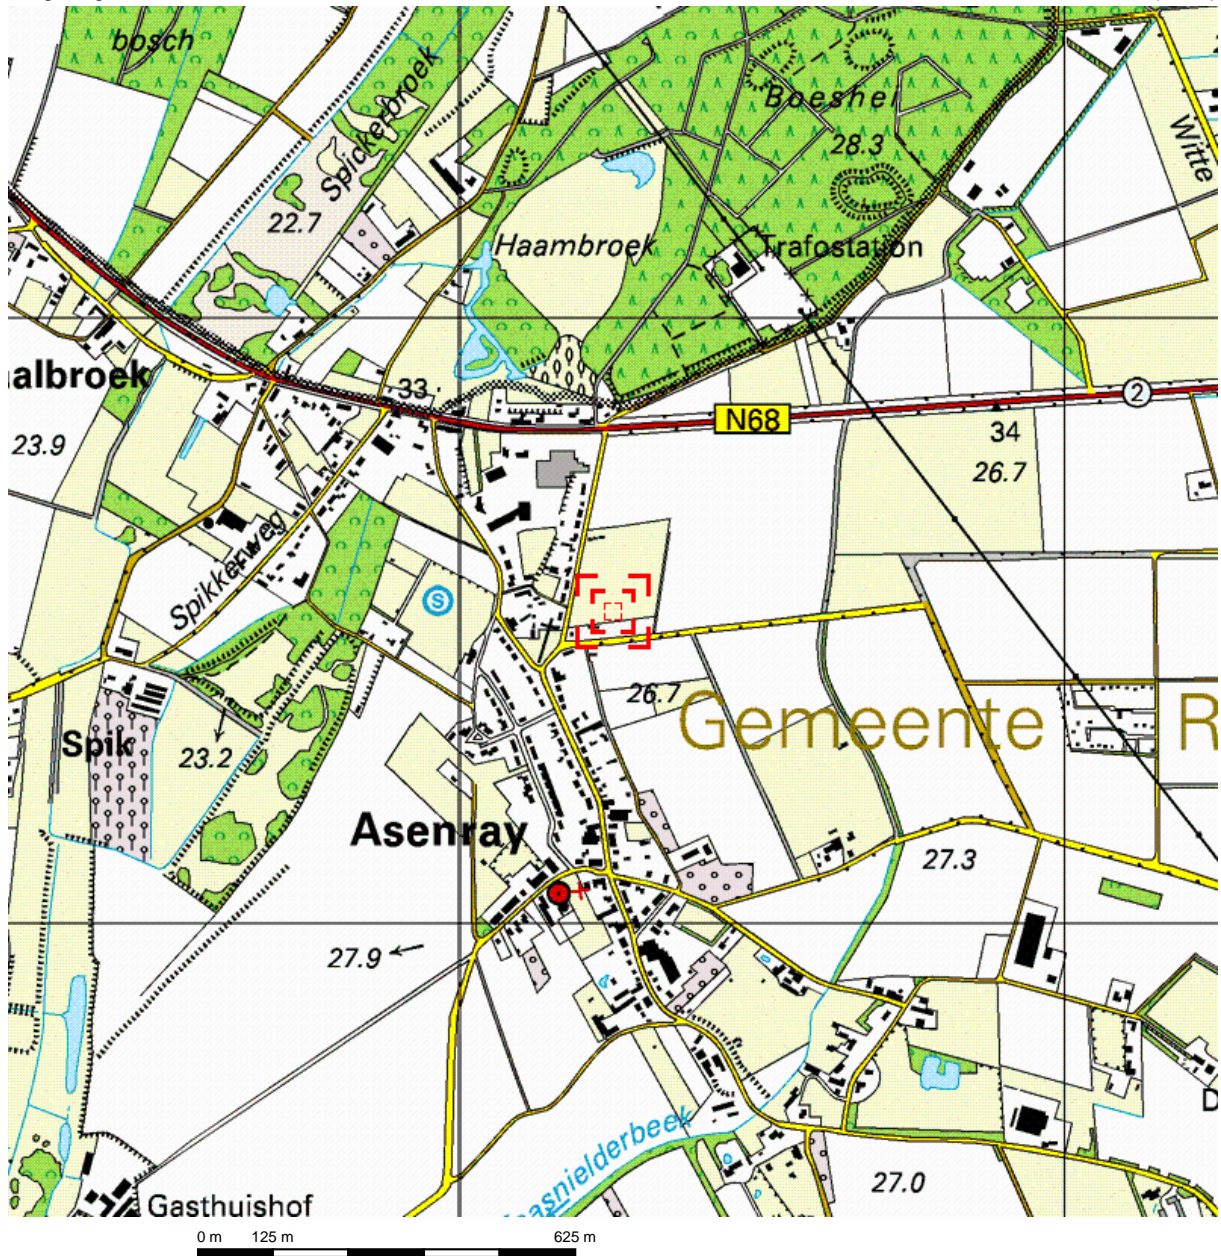 bosch
Spickerbroek
Boeshei
28.3
Witte
22.7
Haambroek
Trafostation
albroek
33
N68
2
23.9
34
26.7
Spikkerweg
S
26.7
Gemeente R
Spik
23.2
Asenray
27.3
27.9
D
27.0
Gasthuishof
0 m 125 m 625 m